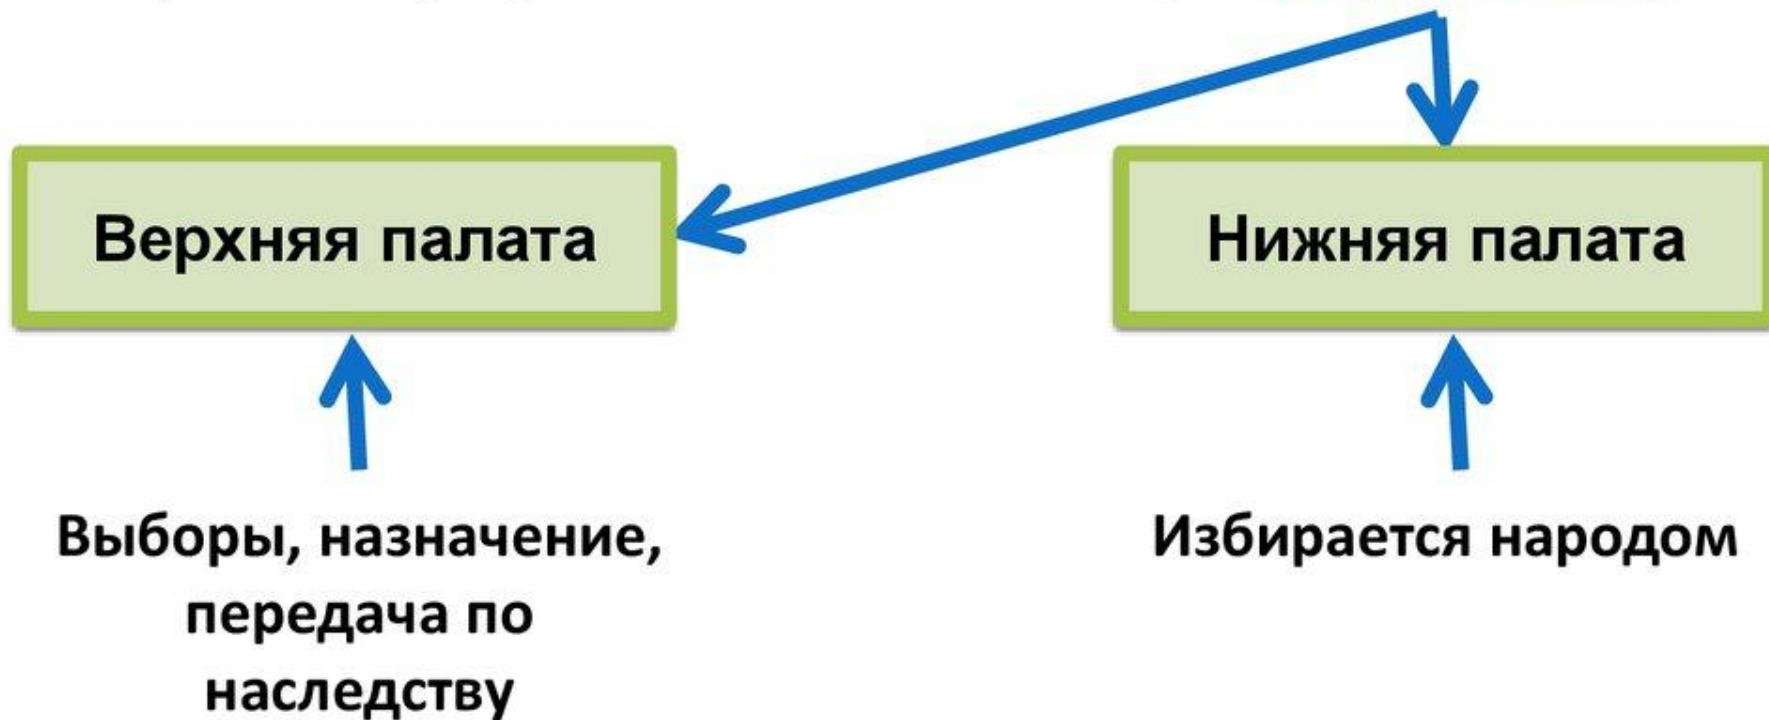 Верхняя палата
Нижняя палата
Выборы, назначение,
передача по
наследству
Избирается народом